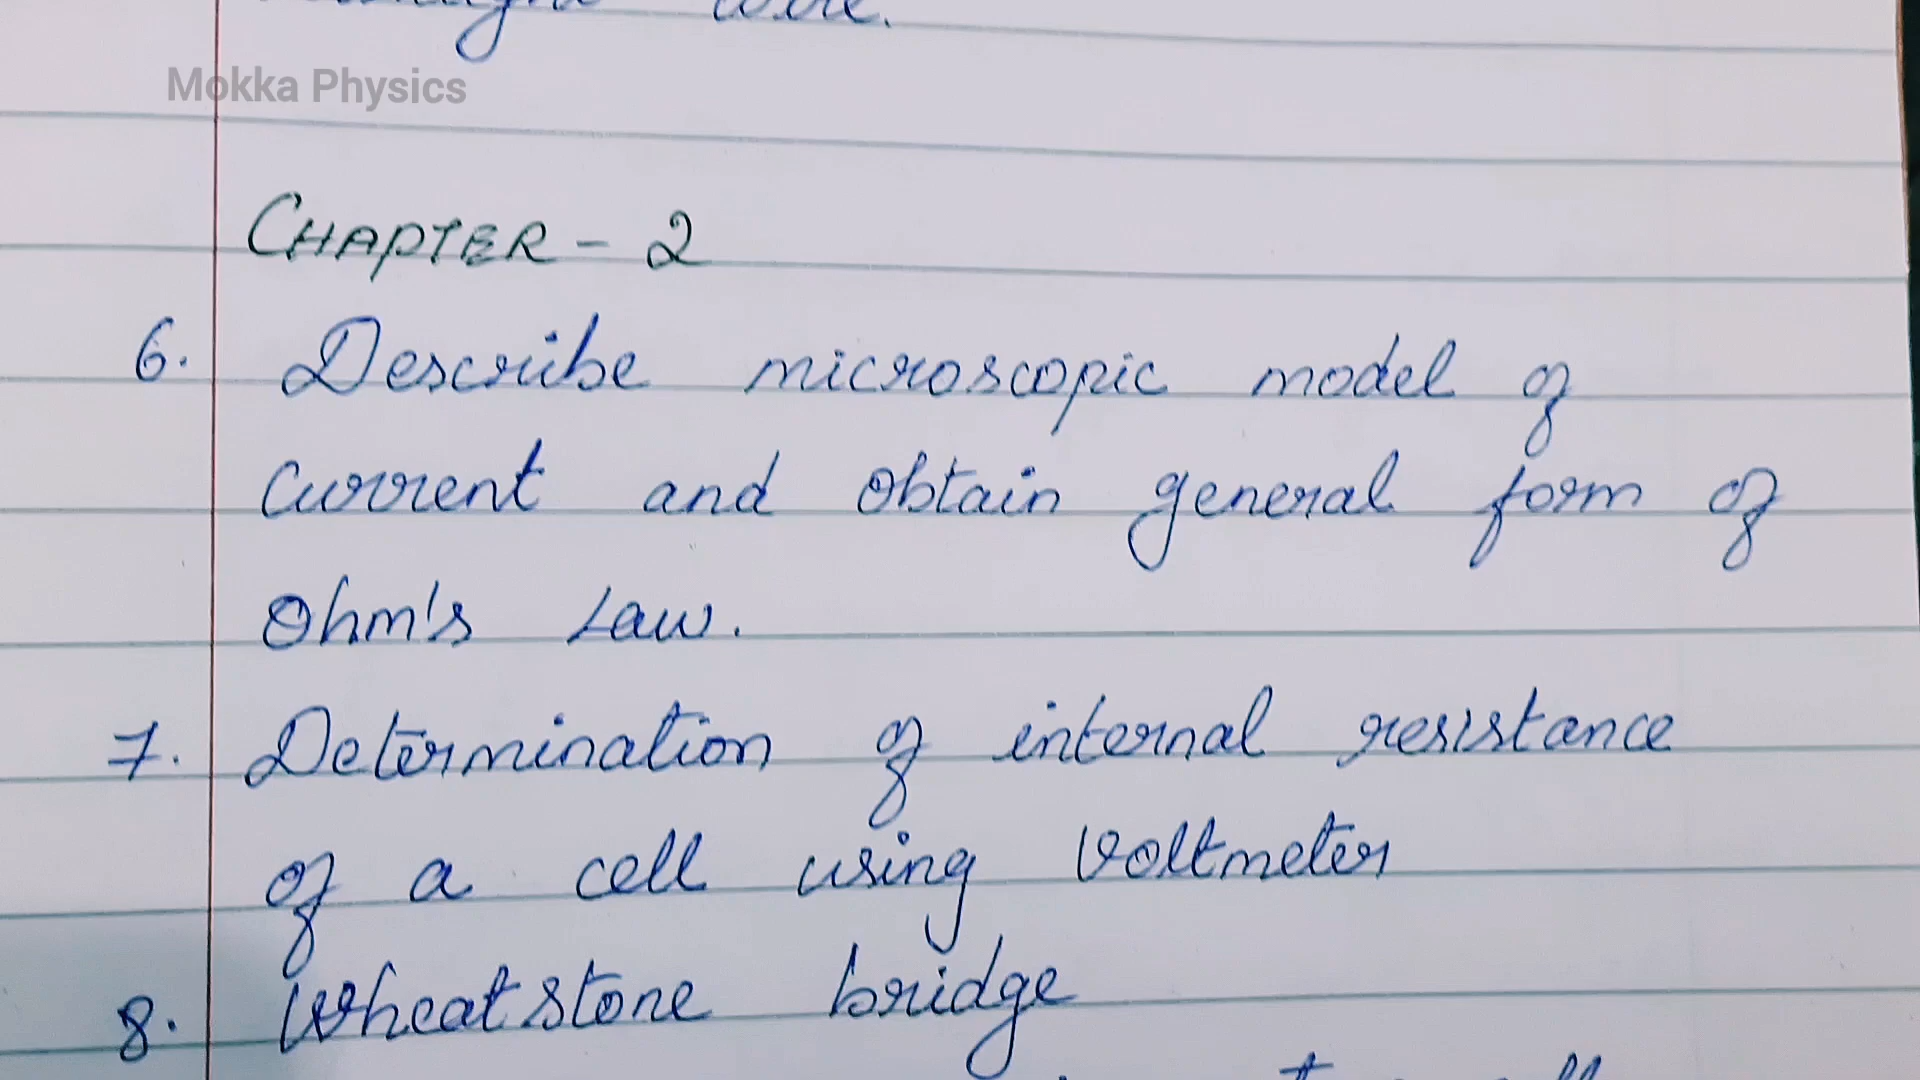 wire.
Mokka Physics
CHAPTER - 2
6. Describe microscopic model of
Current and obtain general form of
Ohm's Law.
7. Determination of internal resistance
of a cell using Voltmeter
8. Wheatstone bridge